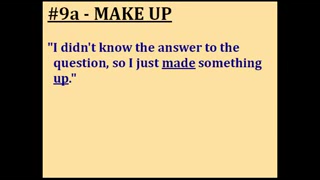 #9a - MAKE UP
"I didn't know the answer to the
question, so I just made something
up."